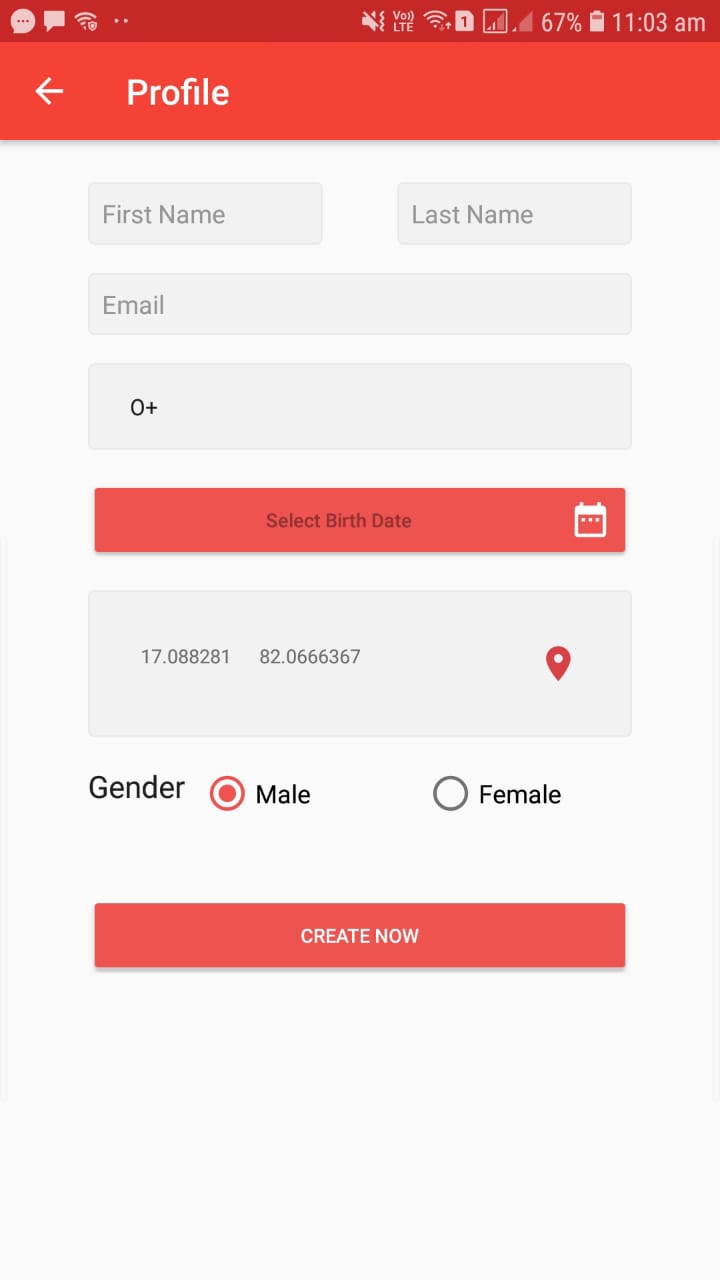 Vo)) LTE 1 67% 11:03 am
Profile
First Name Last Name
Email
O+
Select Birth Date
17.088281 82.0666367
Gender Male Female
CREATE NOW